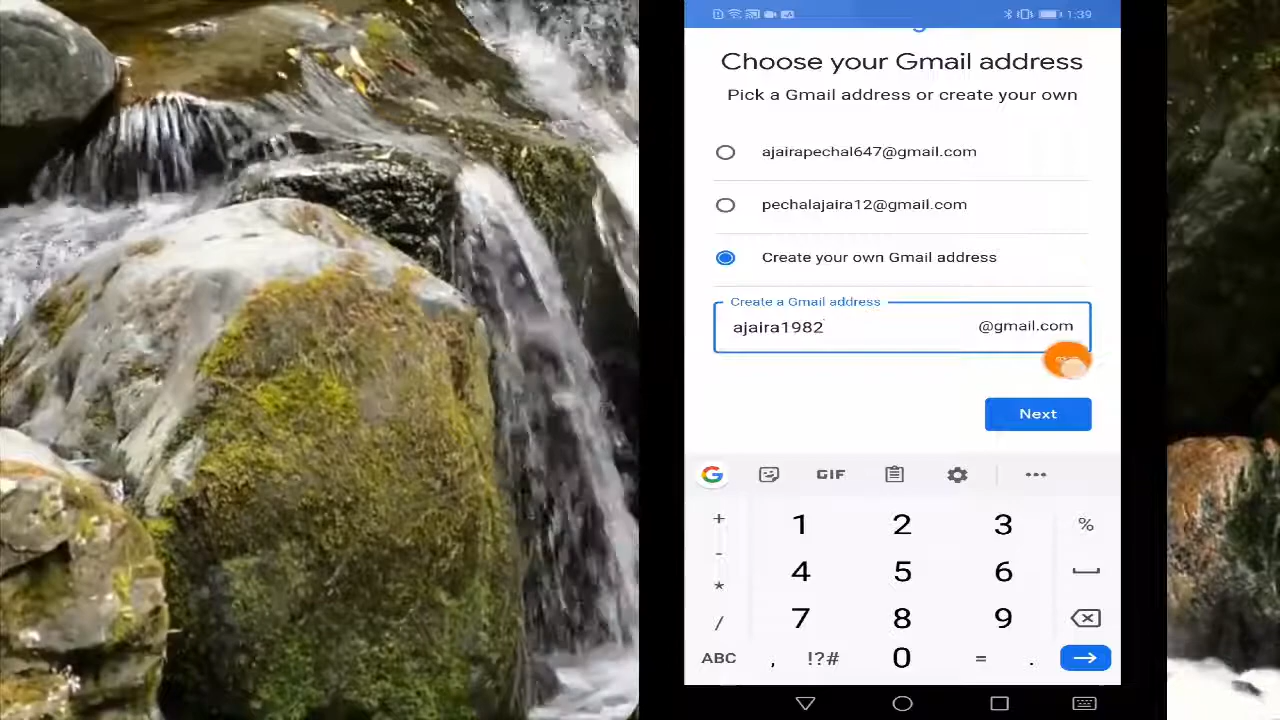 1:39
Choose your Gmail address
Pick a Gmail address or create your own
ajairapechal647@gmail.com
pechalajaira12@gmail.com
Create your own Gmail address
Create a Gmail address
ajaira1982 @gmail.com
Next
G GIF
+ 1 2 3 %
- 4 5 6
* 7 8 9
/
ABC , !?# 0 = .